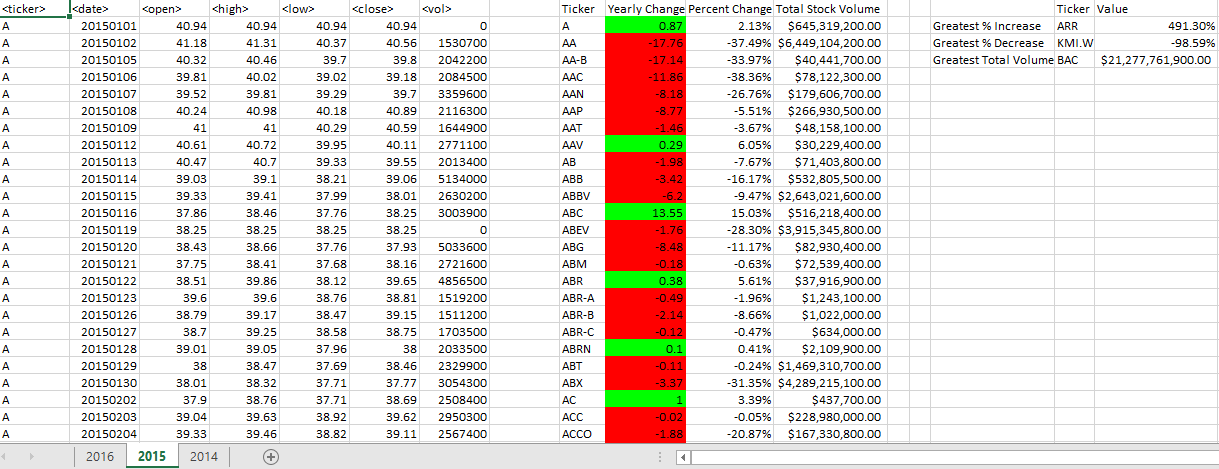 <ticker> <date> <open> <high> <low> <close> <vol> Ticker Yearly Change Percent Change Total Stock Volume Ticker Value
A 20150101 40.94 40.94 40.94 40.94 0 A 0.87 2.13% $645,319,200.00 Greatest % Increase ARR 491.30%
A 20150102 41.18 41.31 40.37 40.56 1530700 AA -17.76 -37.49% $6,449,104,200.00 Greatest % Decrease KMI.W -98.59%
A 20150105 40.32 40.46 39.7 39.8 2042200 AA-B -17.14 -33.97% $40,441,700.00 Greatest Total Volume BAC $21,277,761,900.00
A 20150106 39.81 40.02 39.02 39.18 2084500 AAC -11.86 -38.36% $78,122,300.00
A 20150107 39.52 39.81 39.29 39.7 3359600 AAN -8.18 -26.76% $179,606,700.00
A 20150108 40.24 40.98 40.18 40.89 2116300 AAP -8.77 -5.51% $266,930,500.00
A 20150109 41 41 40.29 40.59 1644900 AAT -1.46 -3.67% $48,158,100.00
A 20150112 40.61 40.72 39.95 40.11 2771100 AAV 0.29 6.05% $30,229,400.00
A 20150113 40.47 40.7 39.33 39.55 2013400 AB -1.98 -7.67% $71,403,800.00
A 20150114 39.03 39.1 38.21 39.06 5134000 ABB -3.42 -16.17% $532,805,500.00
A 20150115 39.33 39.41 37.99 38.01 2630200 ABBV -6.2 -9.47% $2,643,021,600.00
A 20150116 37.86 38.46 37.76 38.25 3003900 ABC 13.55 15.03% $516,218,400.00
A 20150119 38.25 38.25 38.25 38.25 0 ABEV -1.76 -28.30% $3,915,345,800.00
A 20150120 38.43 38.66 37.76 37.93 5033600 ABG -8.48 -11.17% $82,930,400.00
A 20150121 37.75 38.41 37.68 38.16 2721600 ABM -0.18 -0.63% $72,539,400.00
A 20150122 38.51 39.86 38.12 39.65 4856500 ABR 0.38 5.61% $37,916,900.00
A 20150123 39.6 39.6 38.76 38.81 1519200 ABR-A -0.49 -1.96% $1,243,100.00
A 20150126 38.79 39.17 38.47 39.15 1511200 ABR-B -2.14 -8.66% $1,022,000.00
A 20150127 38.7 39.25 38.58 38.75 1703500 ABR-C -0.12 -0.47% $634,000.00
A 20150128 39.01 39.05 37.96 38 2033500 ABRN 0.1 0.41% $2,109,900.00
A 20150129 38 38.47 37.69 38.46 2329900 ABT -0.11 -0.24% $1,469,310,700.00
A 20150130 38.01 38.32 37.71 37.77 3054300 ABX -3.37 -31.35% $4,289,215,100.00
A 20150202 37.9 38.76 37.71 38.69 2508400 AC 1 3.39% $437,700.00
A 20150203 39.04 39.63 38.92 39.62 2950300 ACC -0.02 -0.05% $228,980,000.00
A 20150204 39.33 39.46 38.82 39.11 2567400 ACCO -1.88 -20.87% $167,330,800.00
2016 2015 2014